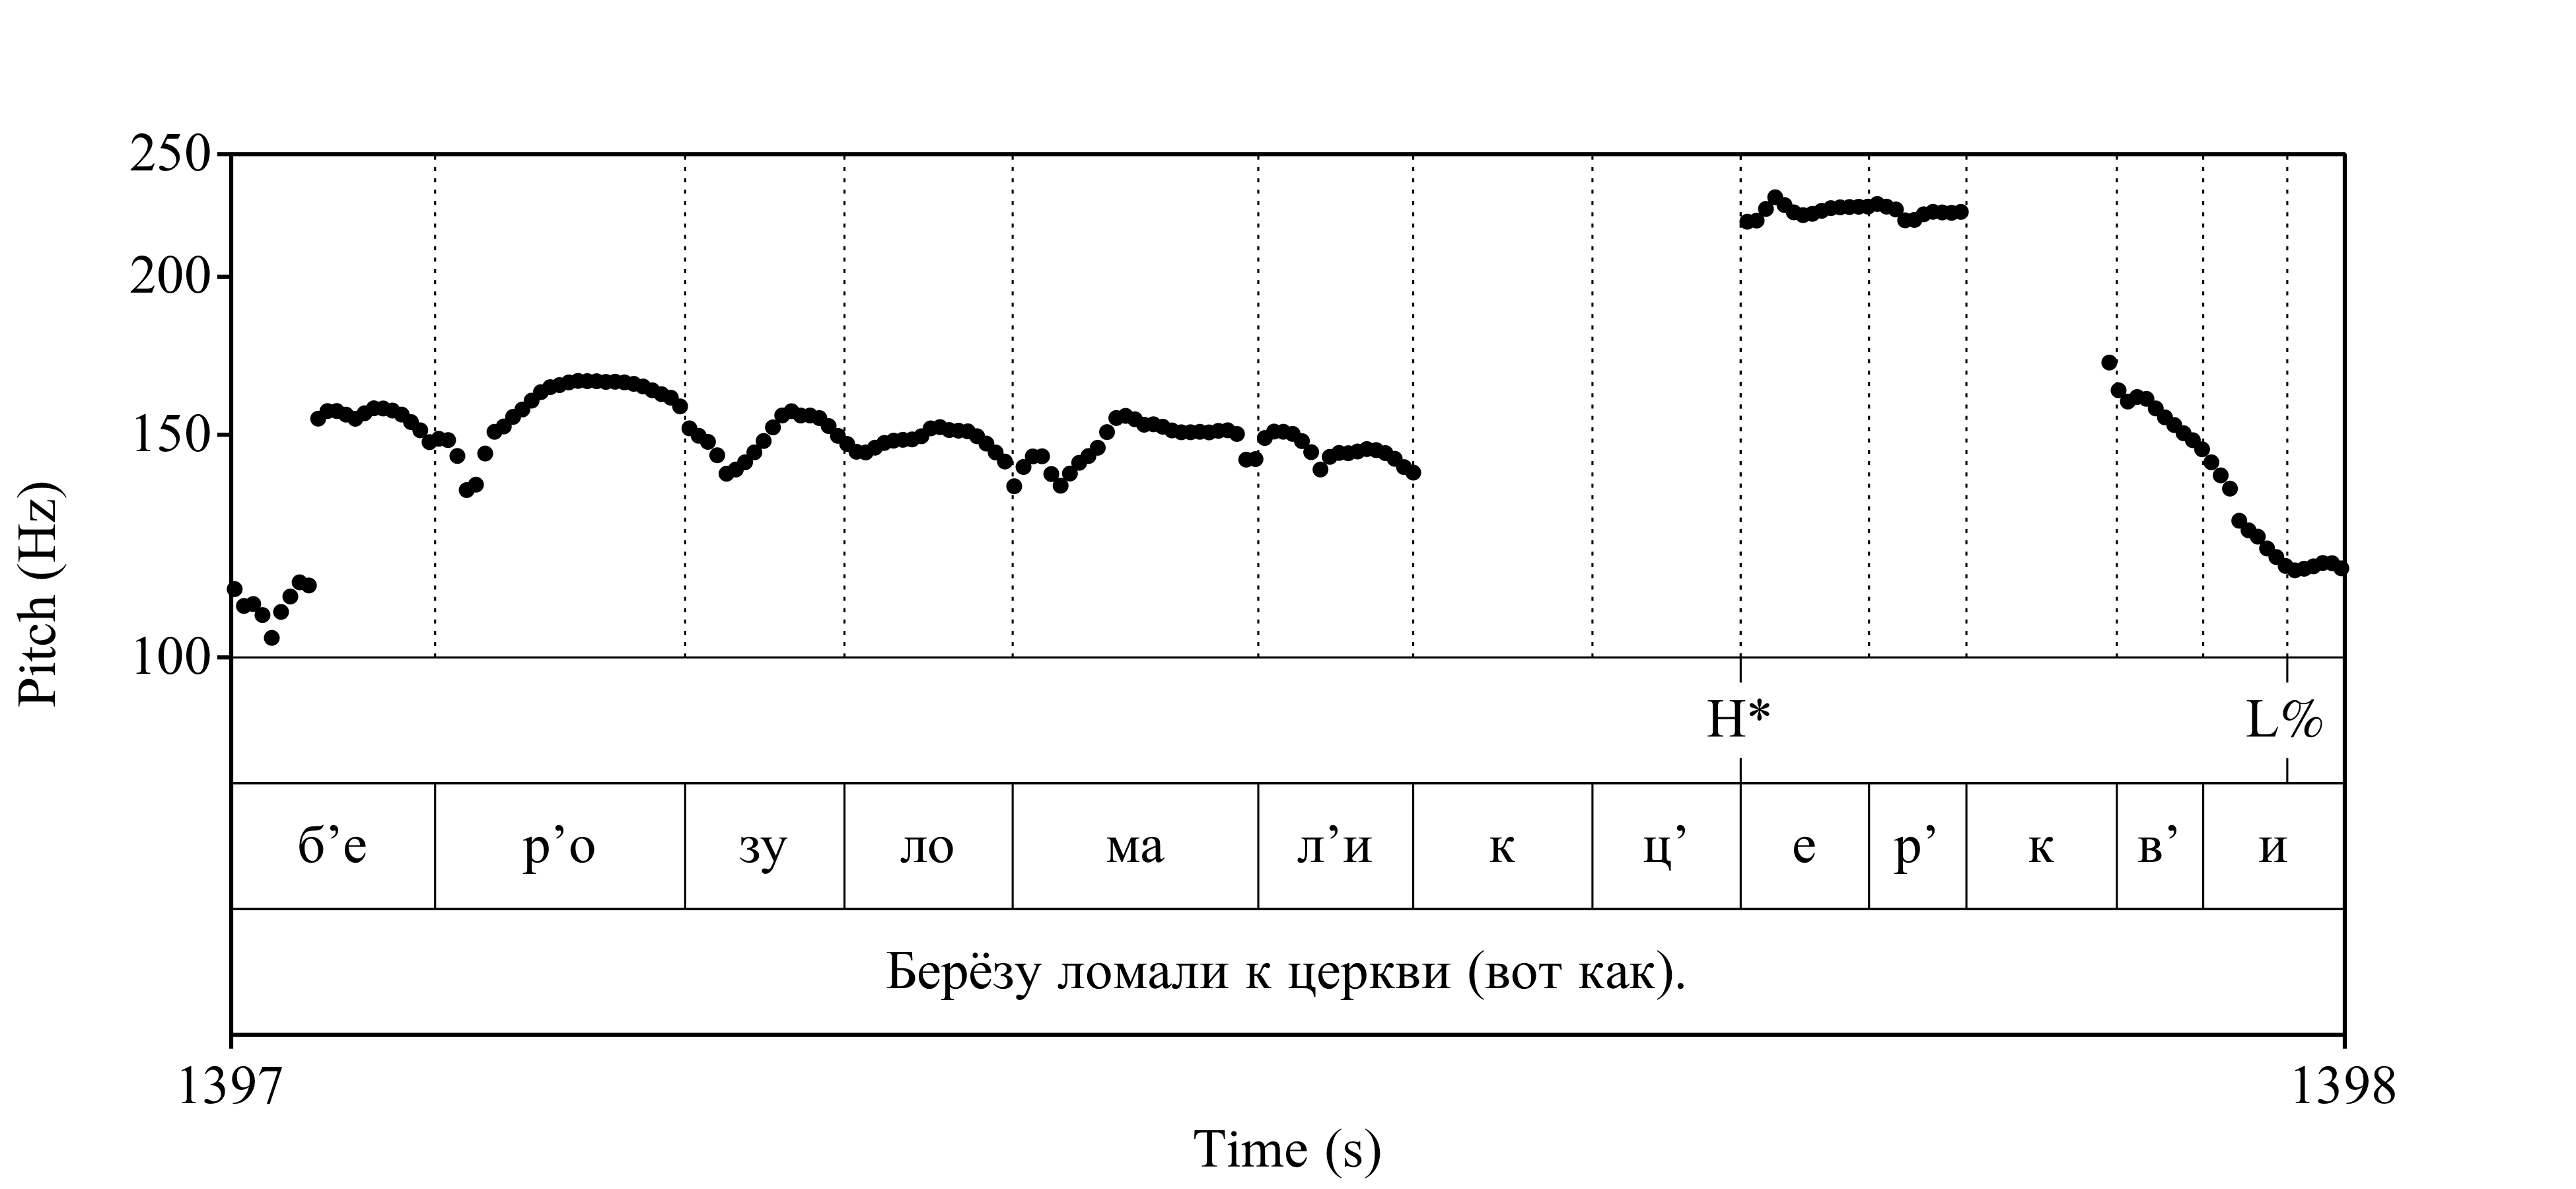 250
200
150
100
Pitch (Hz)
H* L%
б’е р’о зу ло ма л’и к ц’ е р’ к в’ и
Берёзу ломали к церкви (вот как).
1397 1398
Time (s)